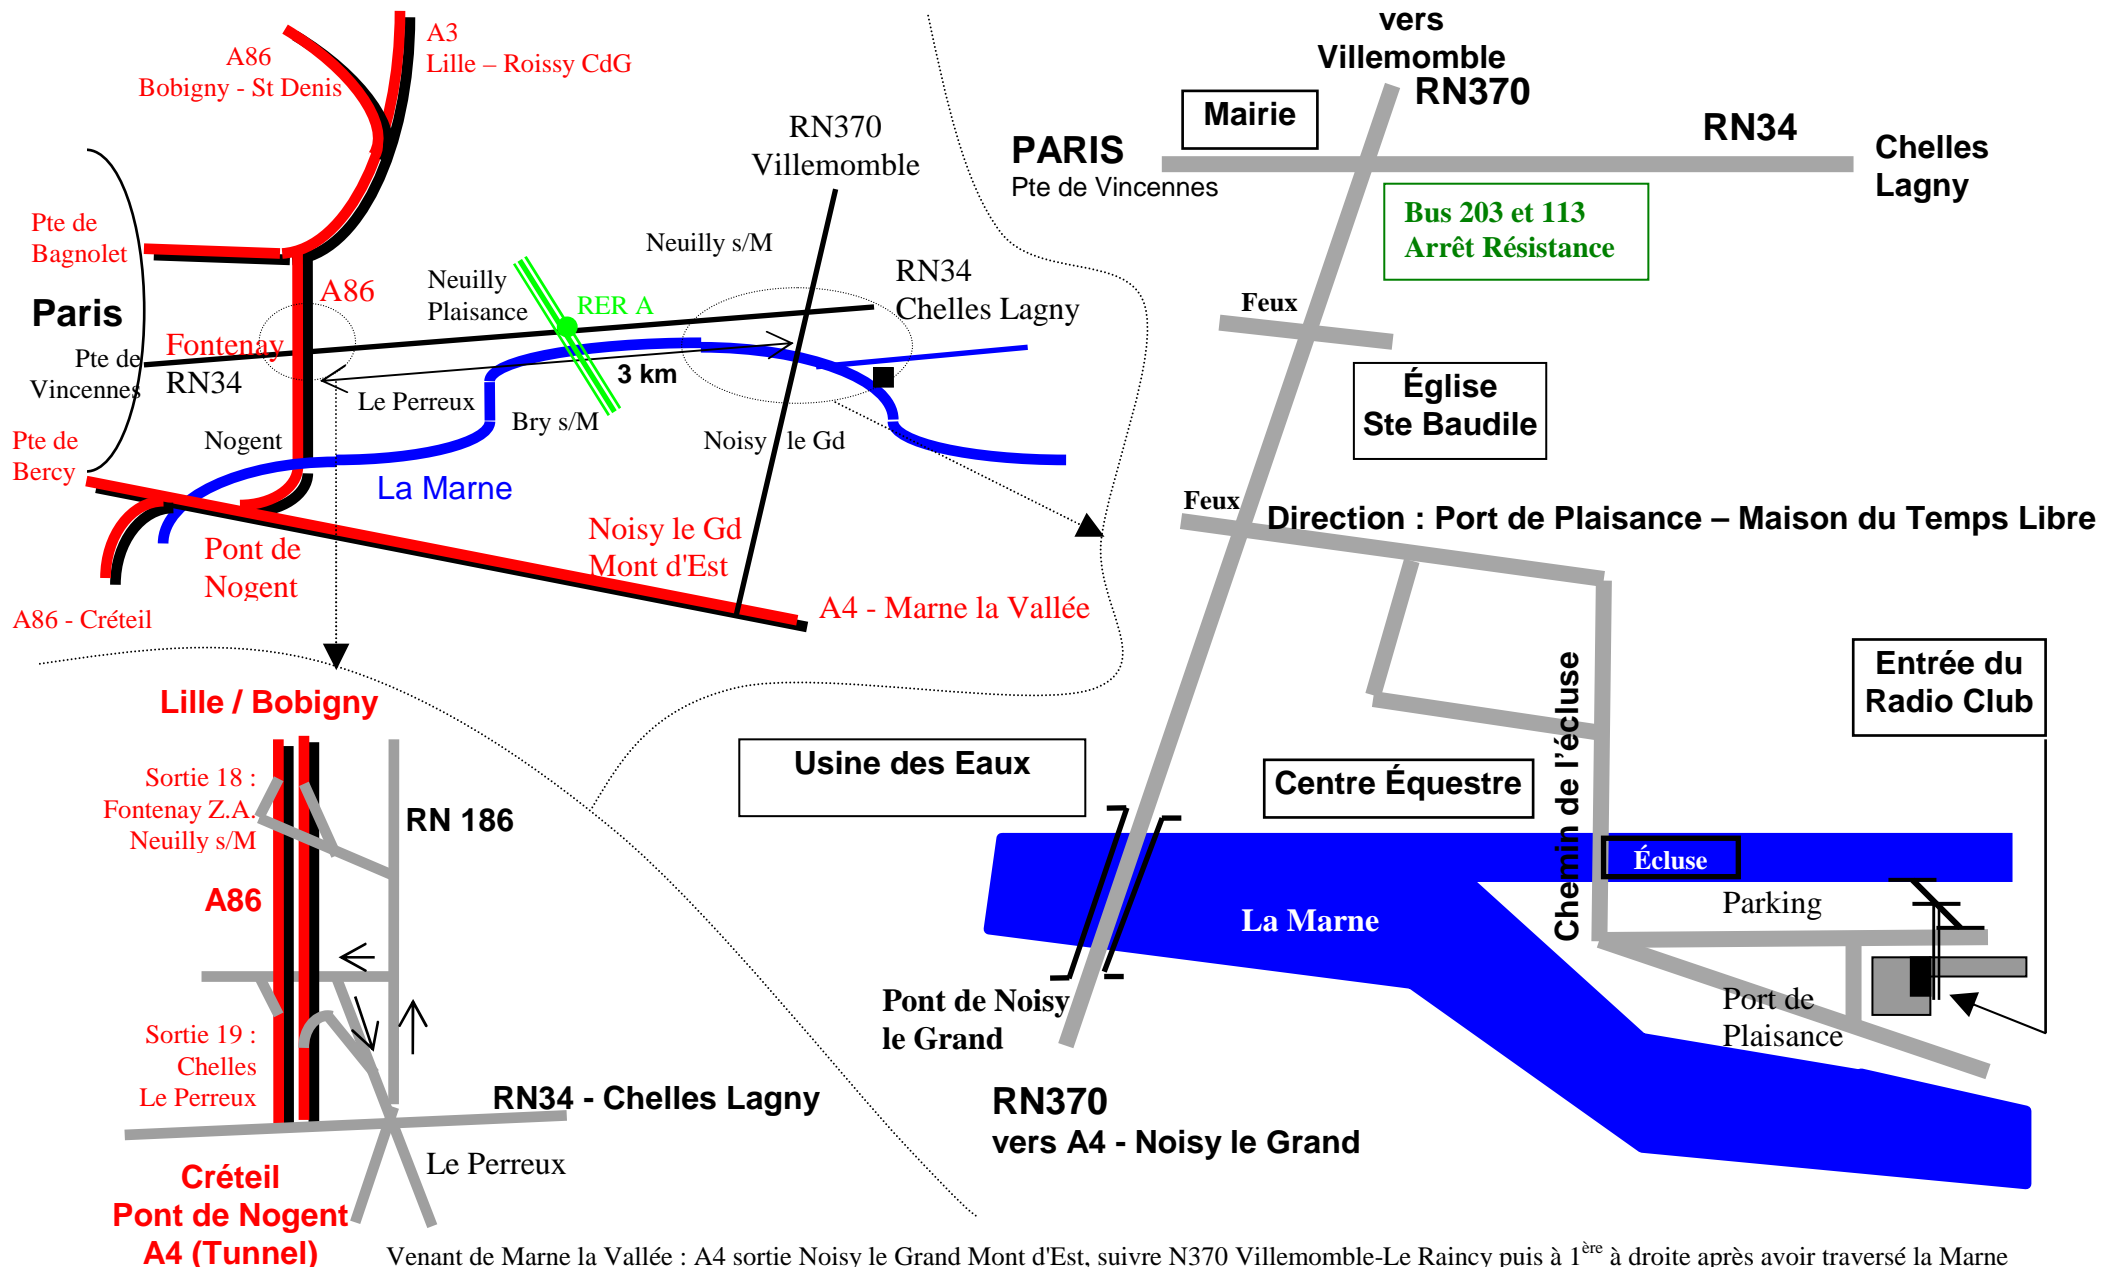 A86
Bobigny - St Denis
A3
Lille – Roissy CdG
RN370
Villemomble
Pte de
Bagnolet
Paris
Pte de
Vincennes
Fontenay
RN34
A86
Neuilly
Plaisance
RER A
Neuilly s/M
RN34
Chelles Lagny
3 km
Le Perreux
Bry s/M
Nogent
Noisy le Gd
Pte de
Bercy
La Marne
Pont de
Nogent
Noisy le Gd
Mont d'Est
A86 - Créteil
A4 - Marne la Vallée
vers
Villemomble
RN370
Mairie
RN34
PARIS
Pte de Vincennes
Chelles
Lagny
Bus 203 et 113
Arrêt Résistance
Feux
Église
Ste Baudile
Feux
Direction : Port de Plaisance – Maison du Temps Libre
Chemin de l'écluse
Entrée du
Radio Club
Usine des Eaux
Centre Équestre
Écluse
La Marne
Parking
Port de
Plaisance
Pont de Noisy
le Grand
RN370
vers A4 - Noisy le Grand
Lille / Bobigny
Sortie 18 :
Fontenay Z.A.
Neuilly s/M
RN 186
A86
Sortie 19 :
Chelles
Le Perreux
RN34 - Chelles Lagny
Le Perreux
Créteil
Pont de Nogent
A4 (Tunnel)
Venant de Marne la Vallée : A4 sortie Noisy le Grand Mont d'Est, suivre N370 Villemomble-Le Raincy puis à 1ère à droite après avoir traversé la Marne